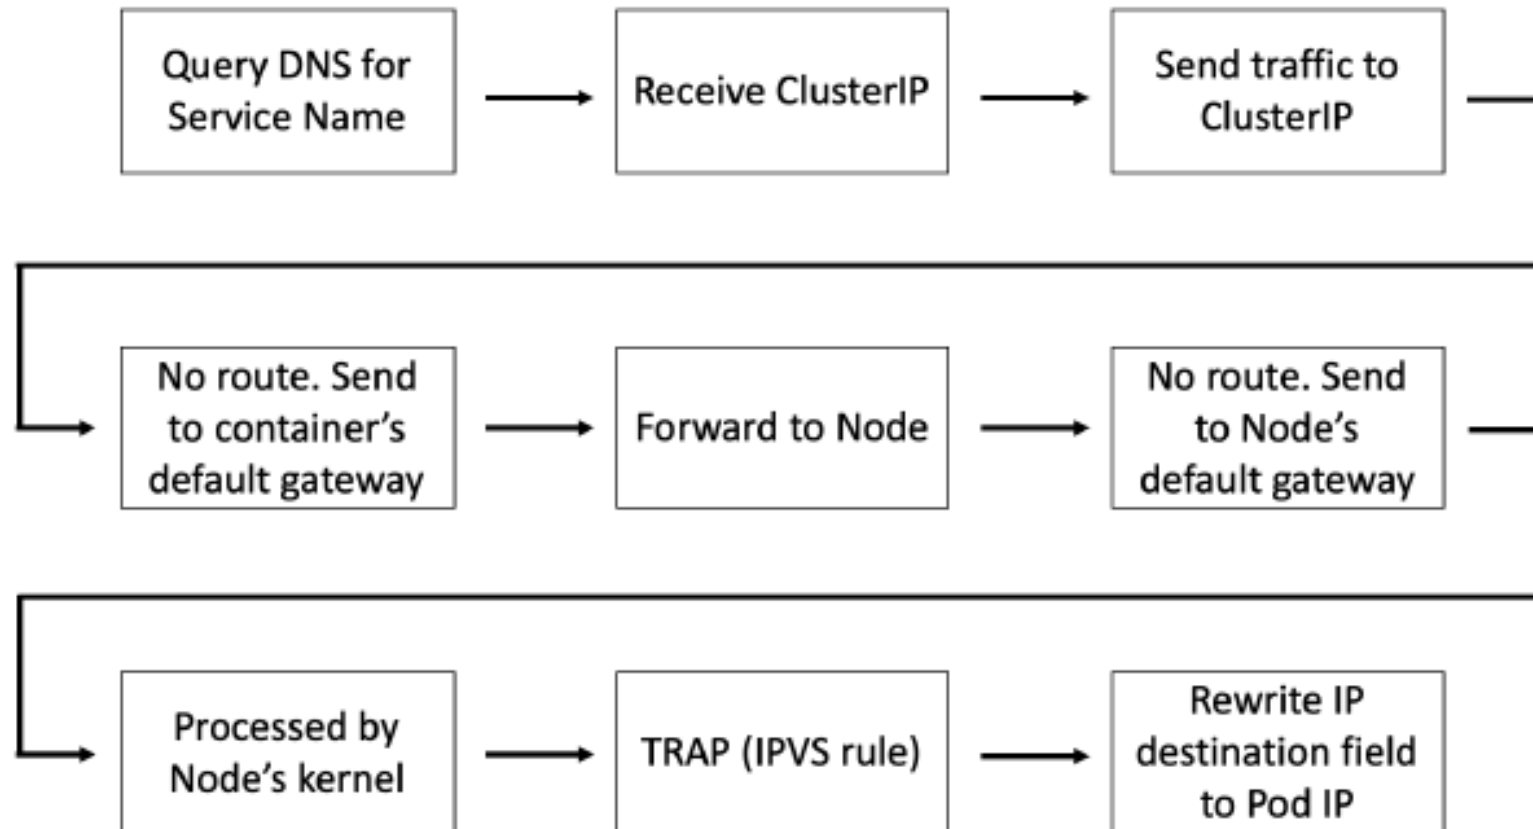 Query DNS for
Service Name
Receive ClusterIP
Send traffic to
ClusterIP
No route. Send
to container’s
default gateway
Forward to Node
No route. Send
to Node’s
default gateway
Processed by
Node’s kernel
TRAP (IPVS rule)
Rewrite IP
destination field
to Pod IP